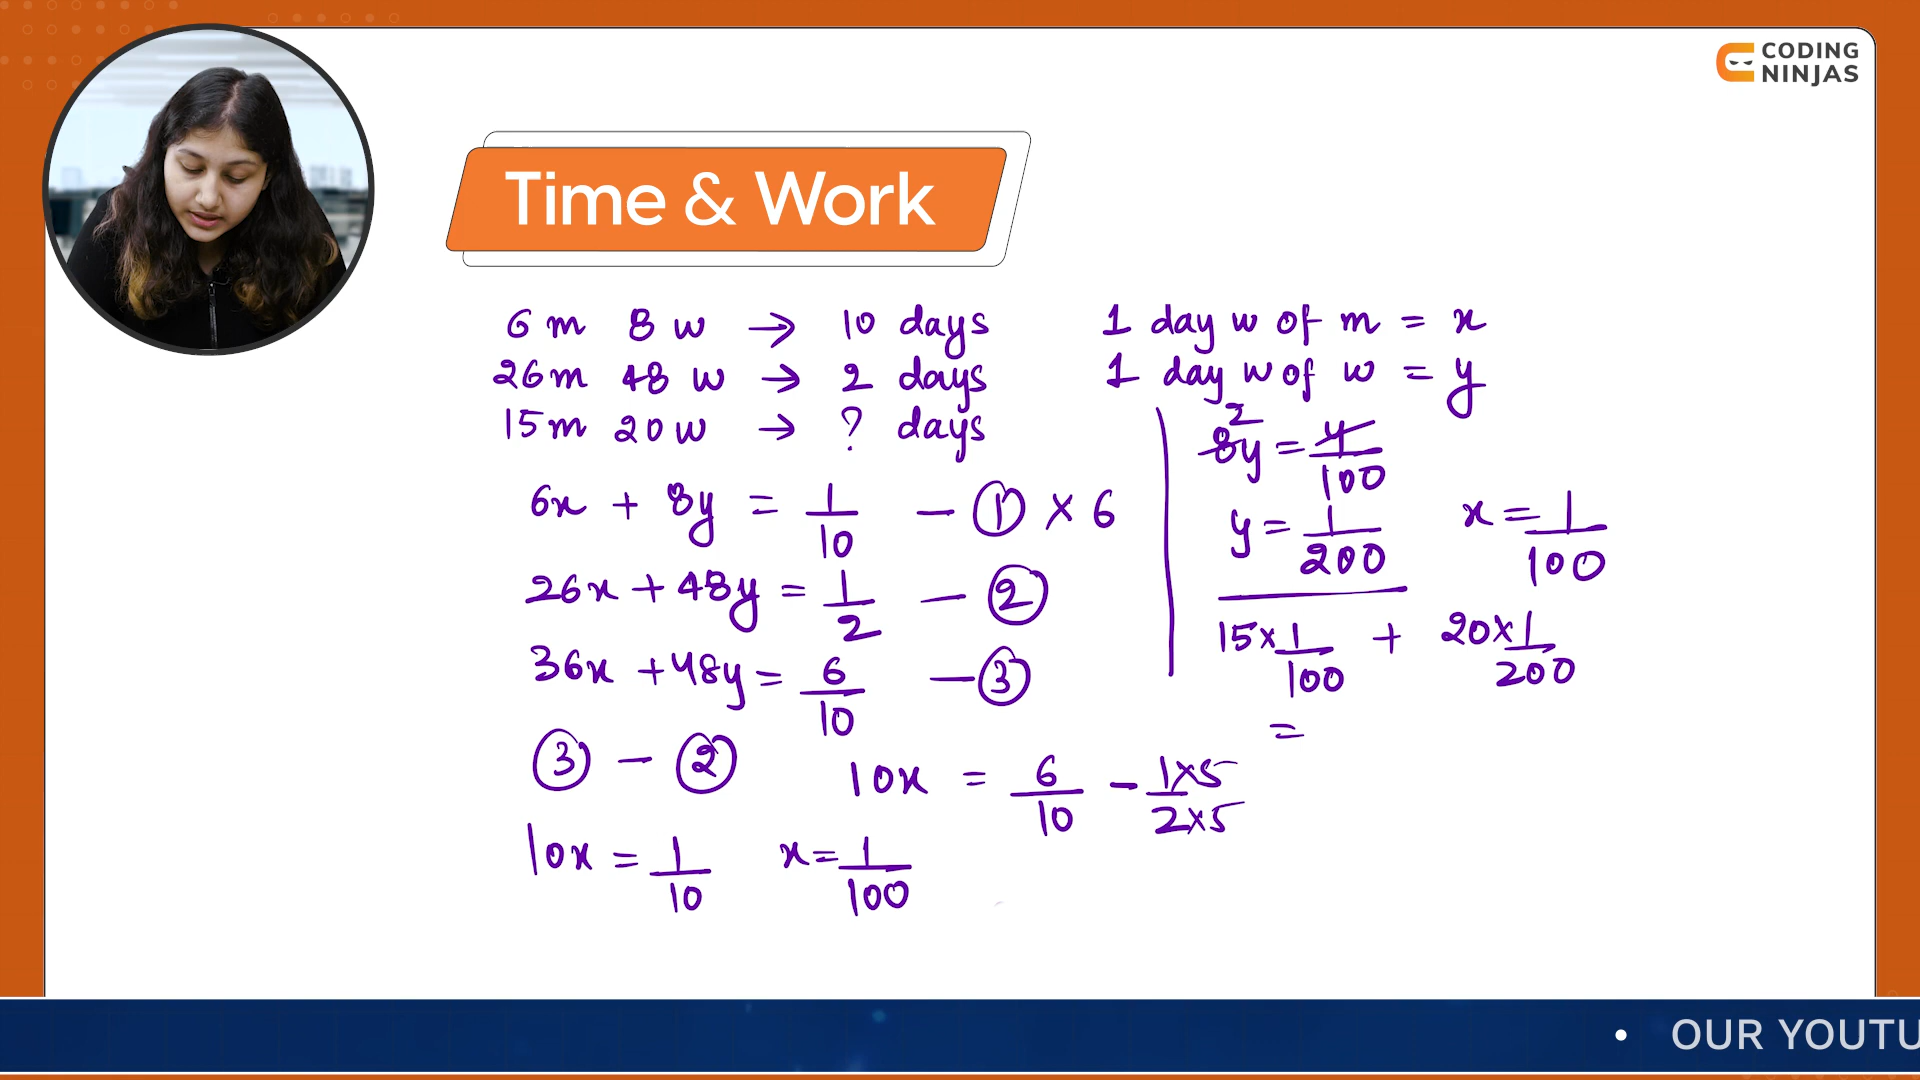 CODING
NINJAS
Time & Work
6m 8w → 10 days
26m 48w → 2 days
15m 20w → ? days
6x + 8y = 1/10 — ① × 6
26x + 48y = 1/2 — ②
36x + 48y = 6/10 — ③
③ — ② 10x = 6/10 - 1×5/2×5
10x = 1/10 x = 1/100
1 day w of m = x
1 day w of w = y
2
8y = 4/100
y = 1/200 x = 1/100
15×1/100 + 20×1/200
=
• OUR YOUTU